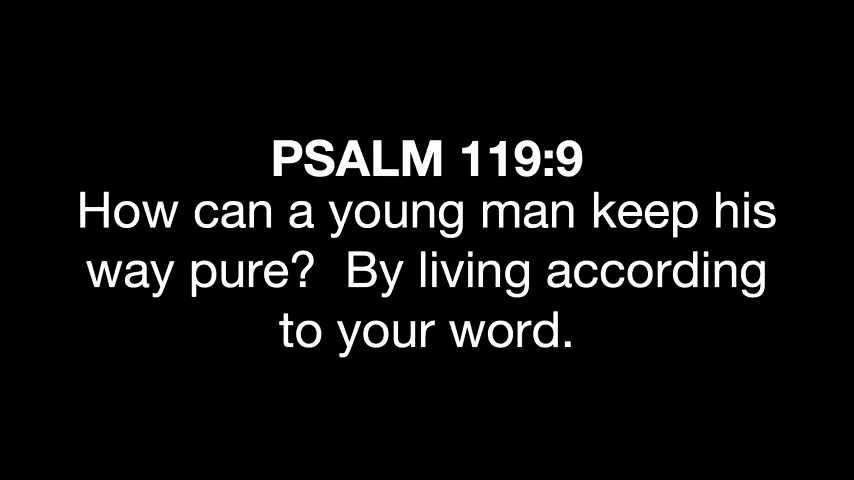 PSALM 119:9
How can a young man keep his
way pure?  By living according
to your word.